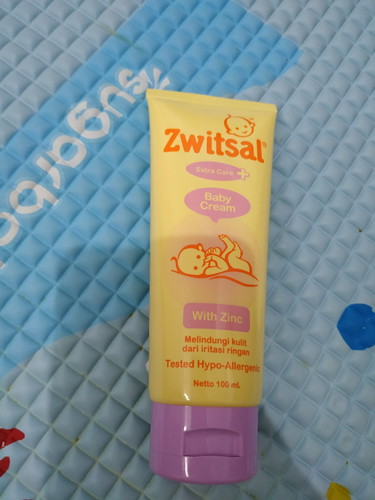 Zwitsal®
Extra Care +
Baby
Cream
With Zinc
Melindungi kulit
dari iritasi ringan
Tested Hypo-Allergenic
Netto 100 mL